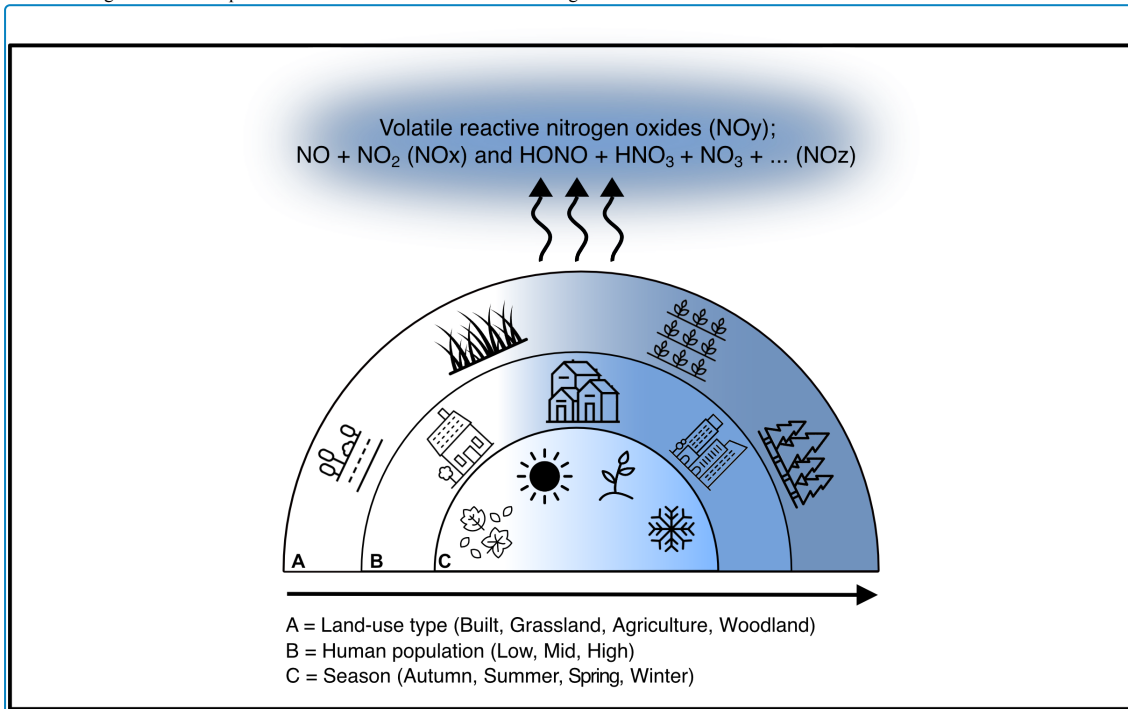 Volatile reactive nitrogen oxides (NOy);
NO + NO₂ (NOx) and HONO + HNO₃ + NO₃ + ... (NOz)
A
B
C
A = Land-use type (Built, Grassland, Agriculture, Woodland)
B = Human population (Low, Mid, High)
C = Season (Autumn, Summer, Spring, Winter)